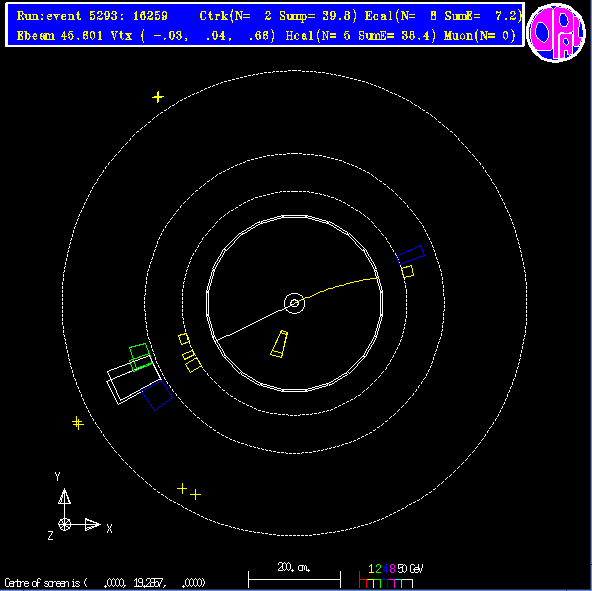 Run:event 5293: 16259 Ctrk(N= 2 Sump= 39.8) Ecal(N= 8 SumE= 7.2)
Ebeam 45.601 Vtx ( -.03, .04, .66) Hcal(N= 5 SumE= 38.4) Muon(N= 0)
OPAL
Y
X
Z
200. cm.
1 2 4 8 50 GeV
Centre of screen is ( .0000, 19.2857, .0000)